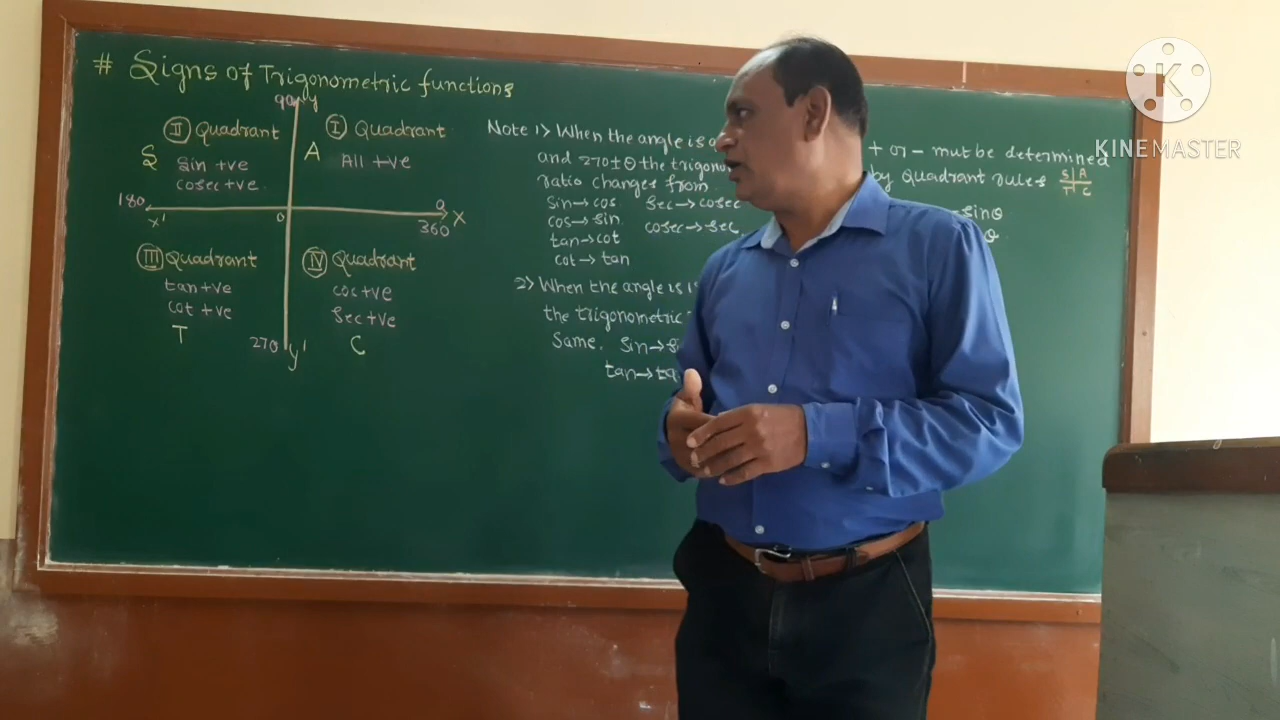 # Signs of Trigonometric functions
90 y
II Quadrant
I Quadrant
S
sin +ve
cosec +ve
A
All +ve
180
x'
0
0
360
x
III Quadrant
tan +ve
cot +ve
T
IV Quadrant
cos +ve
sec +ve
C
270 y'
Note 1> When the angle is
and 270±θ the
ratio changes from
sin→cos sec→cosec
cos→sin cosec→sec
tan→cot
cot→tan
2> When the angle is
the trigonometric
Same. sin→
tan→
+ or - mut be determined
by Quadrant rules S A
T C
sinθ
θ
K
KINEMASTER